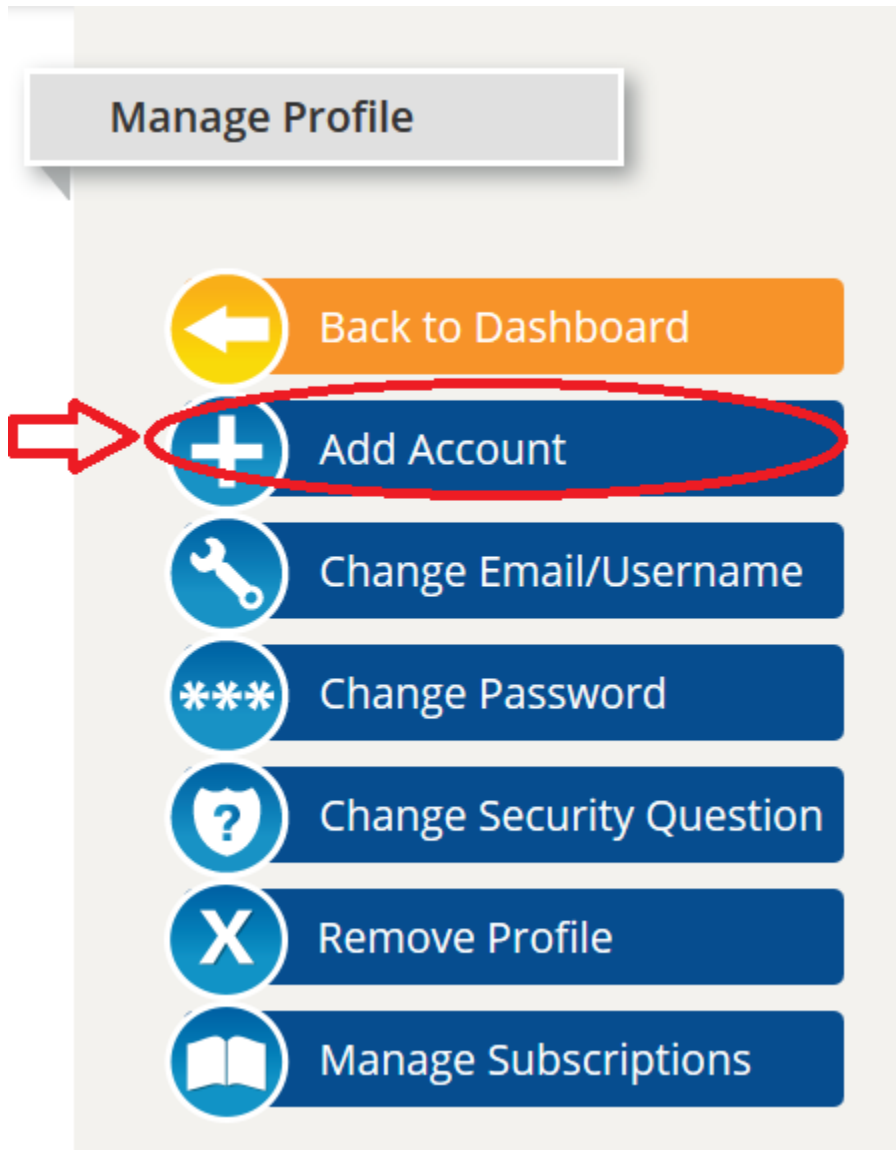 Manage Profile
Back to Dashboard
Add Account
Change Email/Username
*** Change Password
? Change Security Question
X Remove Profile
Manage Subscriptions